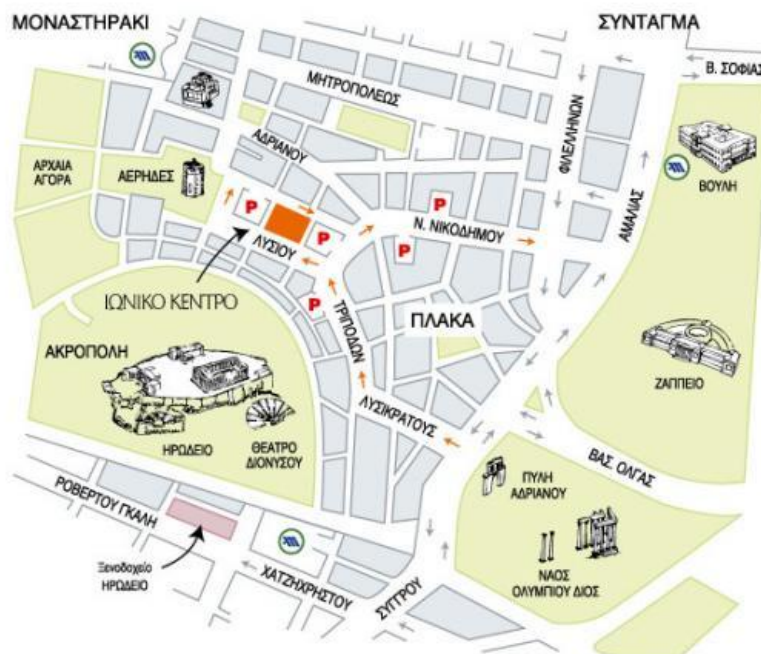 ΜΟΝΑΣΤΗΡΑΚΙ
ΣΥΝΤΑΓΜΑ
Β. ΣΟΦΙΑΣ
ΜΗΤΡΟΠΟΛΕΩΣ
ΦΙΛΕΛΛΗΝΩΝ
ΒΟΥΛΗ
ΑΔΡΙΑΝΟΥ
ΑΡΧΑΙΑ
ΑΓΟΡΑ
ΑΕΡΗΔΕΣ
P
P
P
P
P
Ν. ΝΙΚΟΔΗΜΟΥ
ΑΜΑΛΙΑΣ
ΛΥΣΙΟΥ
ΙΩΝΙΚΟ ΚΕΝΤΡΟ
ΤΡΙΠΟΔΩΝ
ΠΛΑΚΑ
ΑΚΡΟΠΟΛΗ
ΖΑΠΠΕΙΟ
ΛΥΣΙΚΡΑΤΟΥΣ
ΗΡΩΔΕΙΟ
ΘΕΑΤΡΟ
ΔΙΟΝΥΣΟΥ
ΒΑΣ. ΟΛΓΑΣ
ΠΥΛΗ
ΑΔΡΙΑΝΟΥ
ΡΟΒΕΡΤΟΥ ΓΚΑΛΗ
Ξενοδοχείο
ΗΡΩΔΕΙΟ
ΧΑΤΖΗΧΡΗΣΤΟΥ
ΣΥΓΓΡΟΥ
ΝΑΟΣ
ΟΛΥΜΠΙΟΥ ΔΙΟΣ